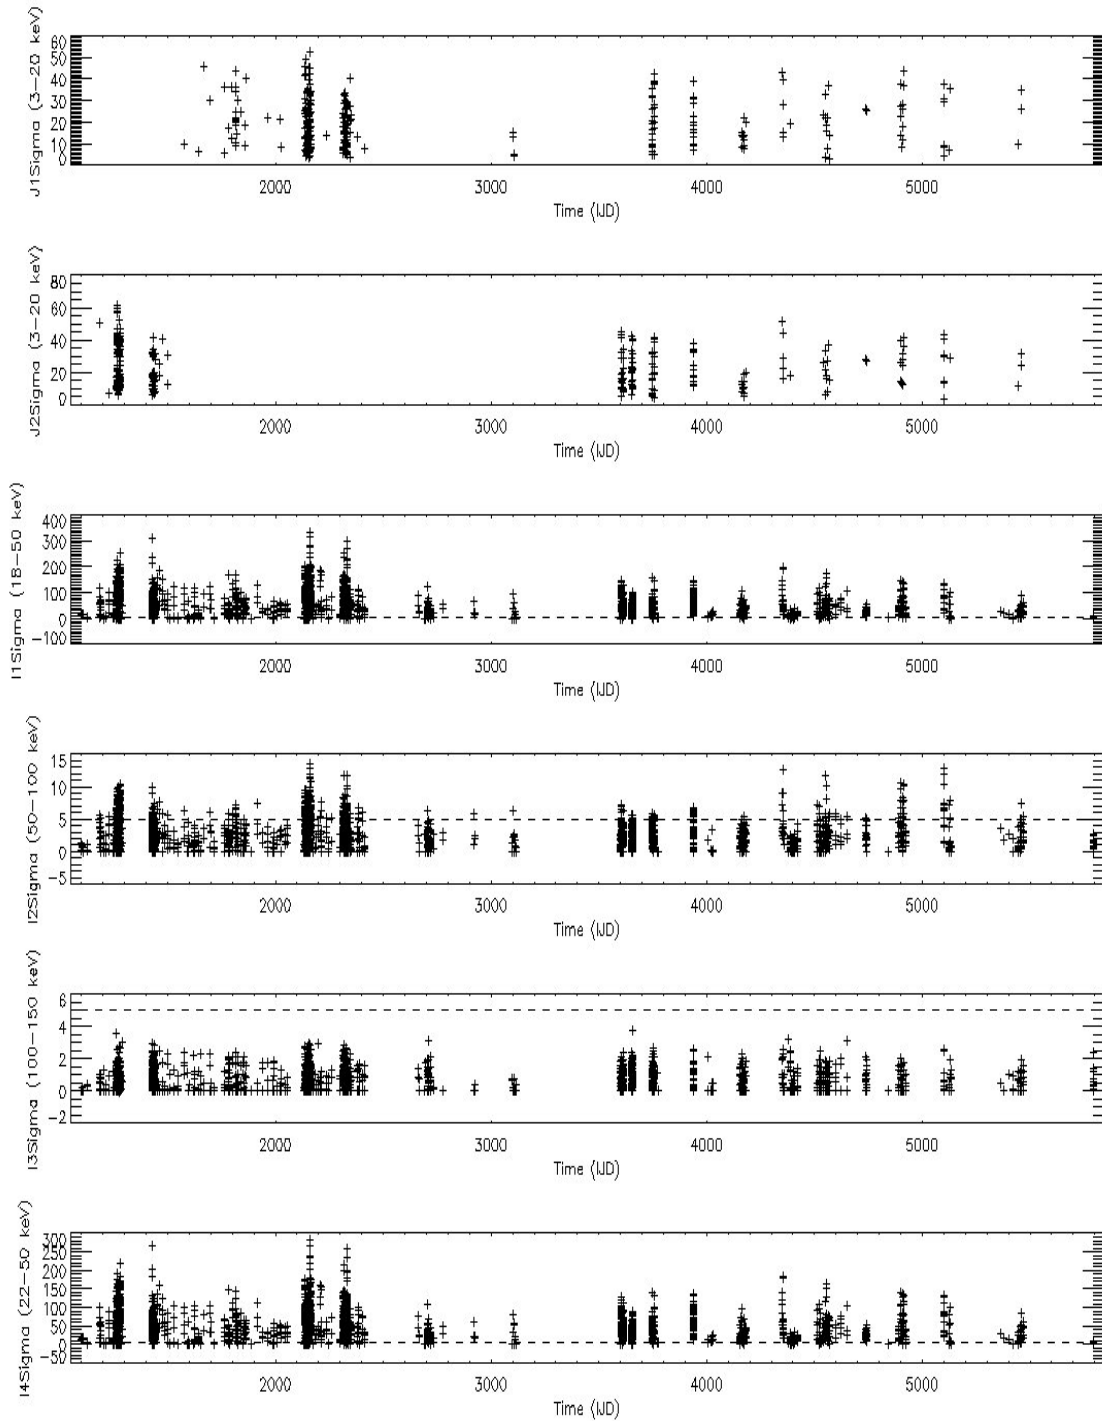 J1Sigma (3-20 keV)
60
50
40
30
20
10
0
2000 3000 4000 5000
Time (IJD)
J2Sigma (3-20 keV)
80
60
40
20
0
2000 3000 4000 5000
Time (IJD)
I1Sigma (18-50 keV)
400
300
200
100
0
-100
2000 3000 4000 5000
Time (IJD)
I2Sigma (50-100 keV)
15
10
5
0
-5
2000 3000 4000 5000
Time (IJD)
I3Sigma (100-150 keV)
6
4
2
0
-2
2000 3000 4000 5000
Time (IJD)
I4Sigma (22-50 keV)
300
250
200
150
100
50
0
-50
2000 3000 4000 5000
Time (IJD)